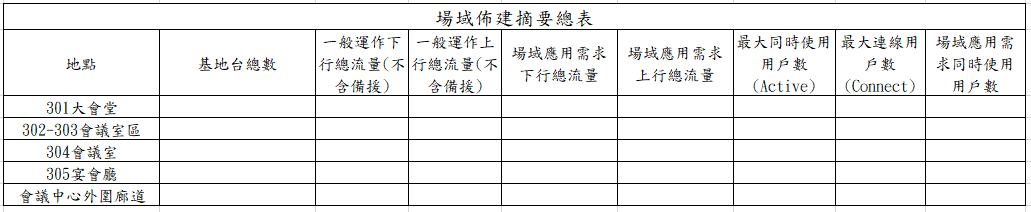 場域佈建摘要總表
地點
基地台總數
一般運作下
行總流量(不
含備援)
一般運作上
行總流量(不
含備援)
場域應用需求
下行總流量
場域應用需求
上行總流量
最大同時使用
用戶數
(Active)
最大連線用
戶數
(Connect)
場域應用需
求同時使用
用戶數
301大會堂
302-303會議室區
304會議室
305宴會廳
會議中心外圍廊道